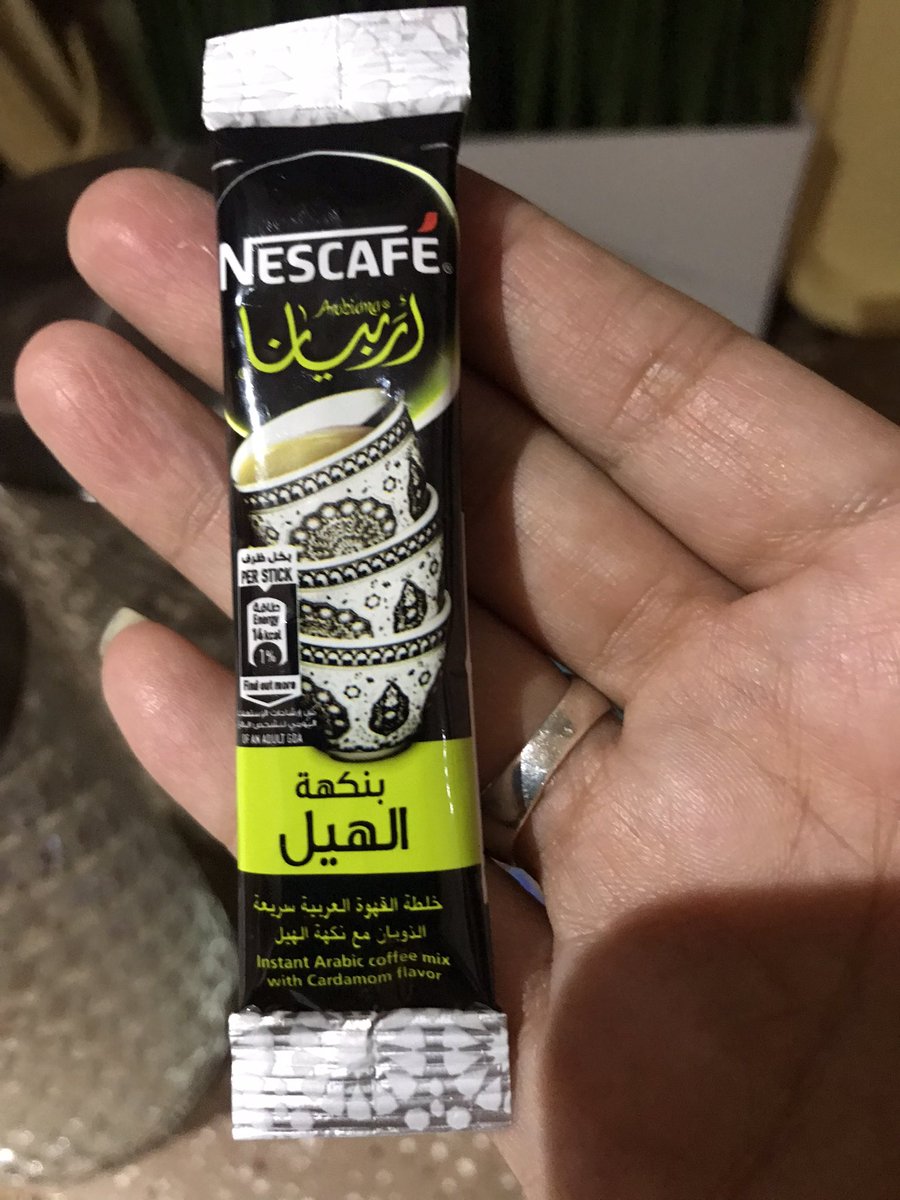 NESCAFÉ
Arabiana
أربيانا
بكل ظرف
PER STICK
طاقة
Energy
14 kcal
1%
Find out more
OF AN ADULT GDA
بنكهة
الهيل
خلطة القهوة العربية سريعة
الذوبان مع نكهة الهيل
Instant Arabic coffee mix
with Cardamom flavor